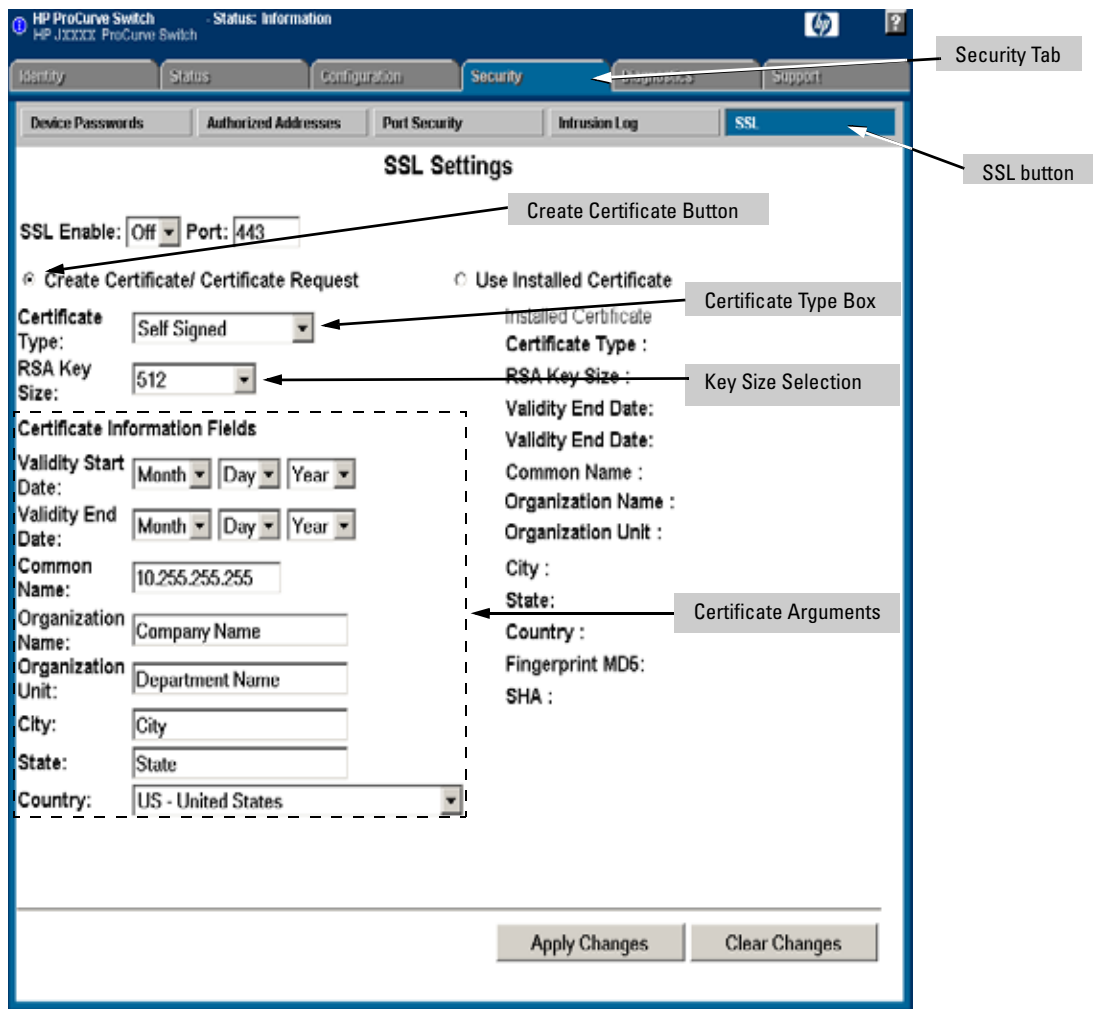 HP ProCurve Switch - Status: Information
HP JXXXX ProCurve Switch
hp
?
Identity Status Configuration Security Diagnostics Support
Security Tab
Device Passwords Authorized Addresses Port Security Intrusion Log SSL
SSL button
SSL Settings
Create Certificate Button
SSL Enable: Off Port: 443
Create Certificate/ Certificate Request
Use Installed Certificate
Certificate Type Box
Certificate
Type:
Self Signed
RSA Key
Size:
512
Key Size Selection
Certificate Information Fields
Validity Start
Date:
Month Day Year
Validity End
Date:
Month Day Year
Common
Name:
10.255.255.255
Organization
Name:
Company Name
Organization
Unit:
Department Name
City:
City
State:
State
Country:
US - United States
Installed Certificate
Certificate Type :
RSA Key Size :
Validity End Date:
Validity End Date:
Common Name :
Organization Name :
Organization Unit :
City :
State:
Country :
Fingerprint MD5:
SHA :
Certificate Arguments
Apply Changes Clear Changes